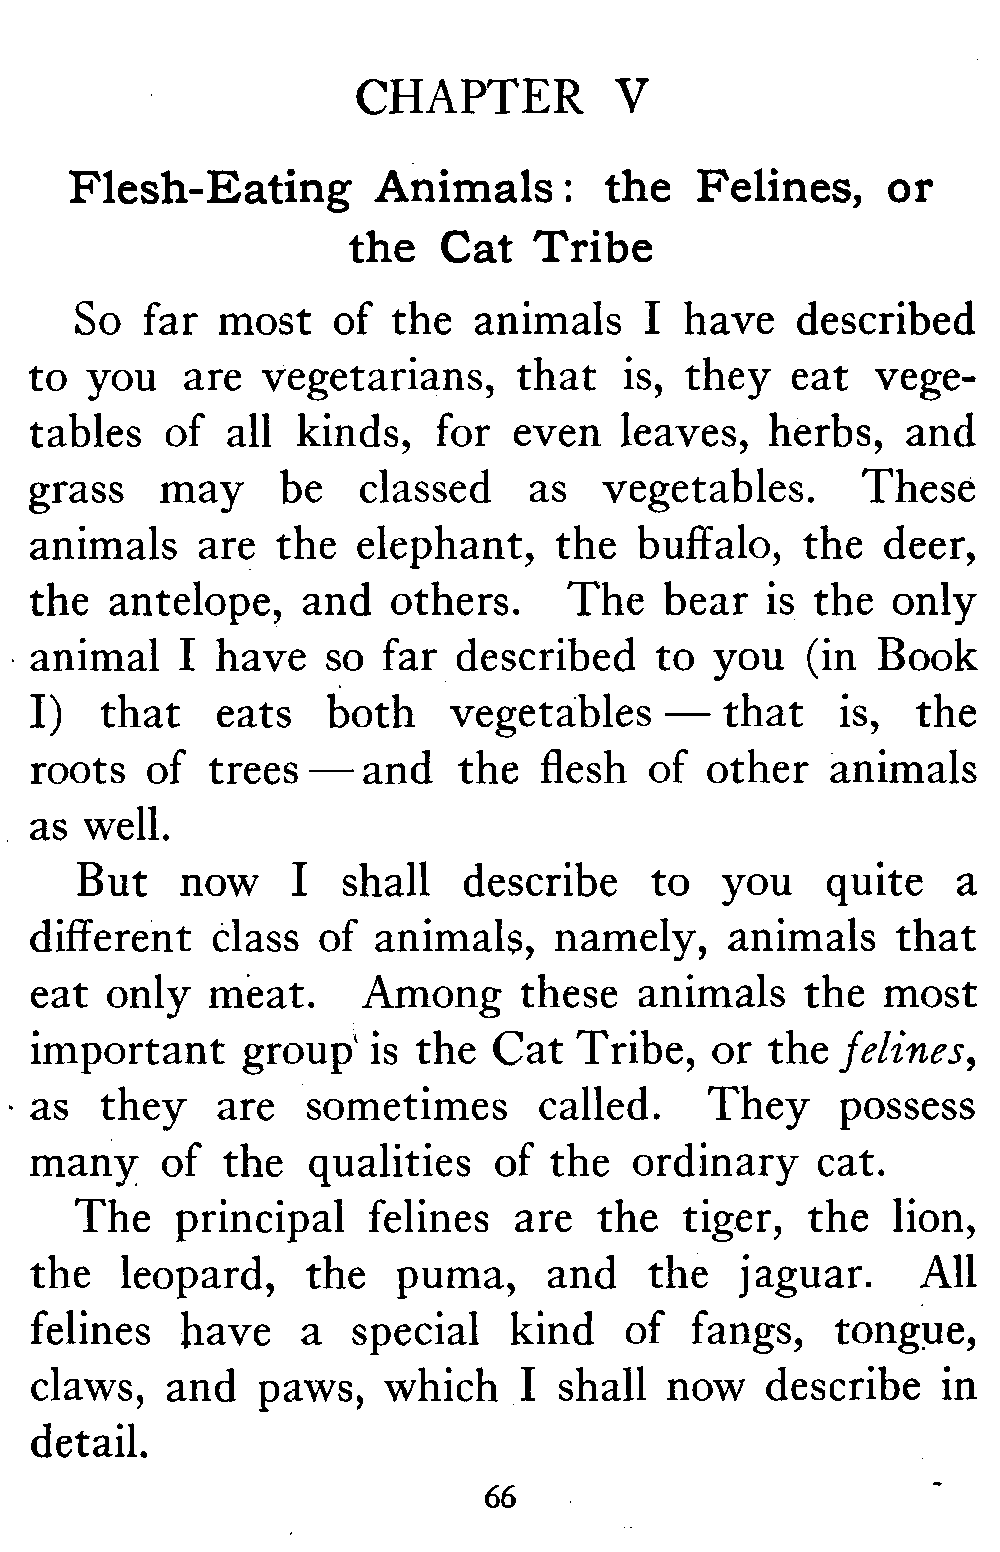 CHAPTER V
Flesh-Eating Animals: the Felines, or
the Cat Tribe
So far most of the animals I have described
to you are vegetarians, that is, they eat vege-
tables of all kinds, for even leaves, herbs, and
grass may be classed as vegetables. These
animals are the elephant, the buffalo, the deer,
the antelope, and others. The bear is the only
animal I have so far described to you (in Book
I) that eats both vegetables — that is, the
roots of trees — and the flesh of other animals
as well.
But now I shall describe to you quite a
different class of animals, namely, animals that
eat only meat. Among these animals the most
important group is the Cat Tribe, or the felines,
as they are sometimes called. They possess
many of the qualities of the ordinary cat.
The principal felines are the tiger, the lion,
the leopard, the puma, and the jaguar. All
felines have a special kind of fangs, tongue,
claws, and paws, which I shall now describe in
detail.
66